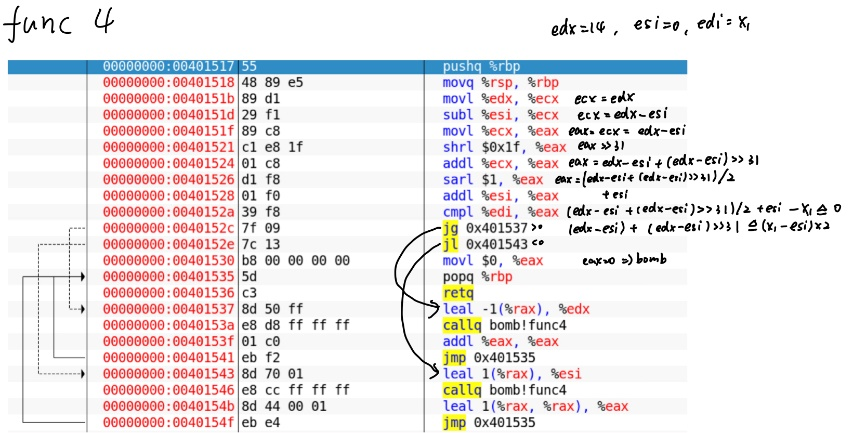 func 4
edx=14, esi=0, edi=x₁
00000000:00401517 55 pushq %rbp
00000000:00401518 48 89 e5 movq %rsp, %rbp
00000000:0040151b 89 d1 movl %edx, %ecx ecx=edx
00000000:0040151d 29 f1 subl %esi, %ecx ecx=edx-esi
00000000:0040151f 89 c8 movl %ecx, %eax eax=ecx=edx-esi
00000000:00401521 c1 e8 1f shrl $0x1f, %eax eax>>31
00000000:00401524 01 c8 addl %ecx, %eax eax=edx-esi+(edx-esi)>>31
00000000:00401526 d1 f8 sarl $1, %eax eax=(edx-esi+(edx-esi)>>31)/2
00000000:00401528 01 f0 addl %esi, %eax +esi
00000000:0040152a 39 f8 cmpl %edi, %eax (edx-esi+(edx-esi)>>31)/2+esi-x₁≙0
00000000:0040152c 7f 09 jg 0x401537 >0 (edx-esi)+(edx-esi)>>31≙(x₁-esi)×2
00000000:0040152e 7c 13 jl 0x401543 <0
00000000:00401530 b8 00 00 00 00 movl $0, %eax eax=0 => bomb
00000000:00401535 5d popq %rbp
00000000:00401536 c3 retq
00000000:00401537 8d 50 ff leal -1(%rax), %edx
00000000:0040153a e8 d8 ff ff ff callq bomb!func4
00000000:0040153f 01 c0 addl %eax, %eax
00000000:00401541 eb f2 jmp 0x401535
00000000:00401543 8d 70 01 leal 1(%rax), %esi
00000000:00401546 e8 cc ff ff ff callq bomb!func4
00000000:0040154b 8d 44 00 01 leal 1(%rax, %rax), %eax
00000000:0040154f eb e4 jmp 0x401535